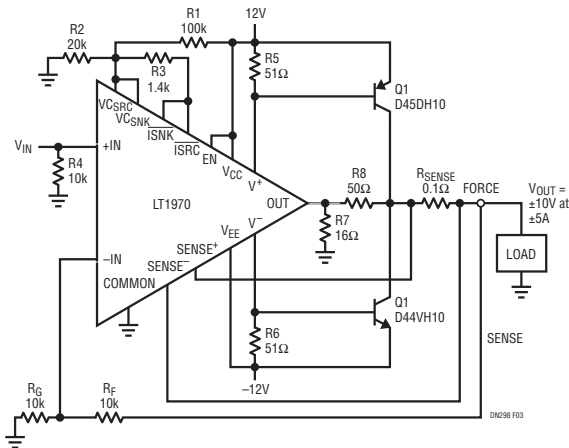 R1
100k
12V
R2
20k
R3
1.4k
R5
51Ω
Q1
D45DH10
VCSRC
VCSNK
ISNK
ISRC
EN
VCC
V+
VIN
+IN
R4
10k
LT1970
OUT
R8
50Ω
RSENSE
0.1Ω
FORCE
VOUT =
±10V at
±5A
R7
16Ω
LOAD
VEE
V–
SENSE+
SENSE–
–IN
COMMON
Q1
D44VH10
R6
51Ω
SENSE
–12V
RG
10k
RF
10k
DN298 F03